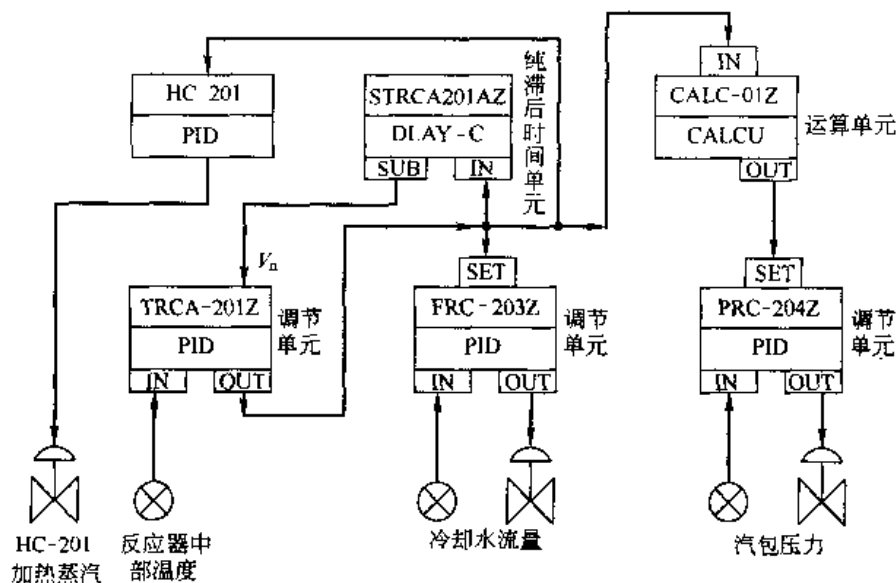 HC-201
PID
STRCA201AZ
DLAY-C
SUB
IN
纯滞后时间单元
IN
CALC-01Z
CALCU
OUT
运算单元
Vn
TRCA-201Z
PID
IN
OUT
调节
单元
SET
FRC-203Z
PID
IN
OUT
调节
单元
SET
PRC-204Z
PID
IN
OUT
调节
单元
HC-201
加热蒸汽
反应器中
部温度
冷却水流量
汽包压力